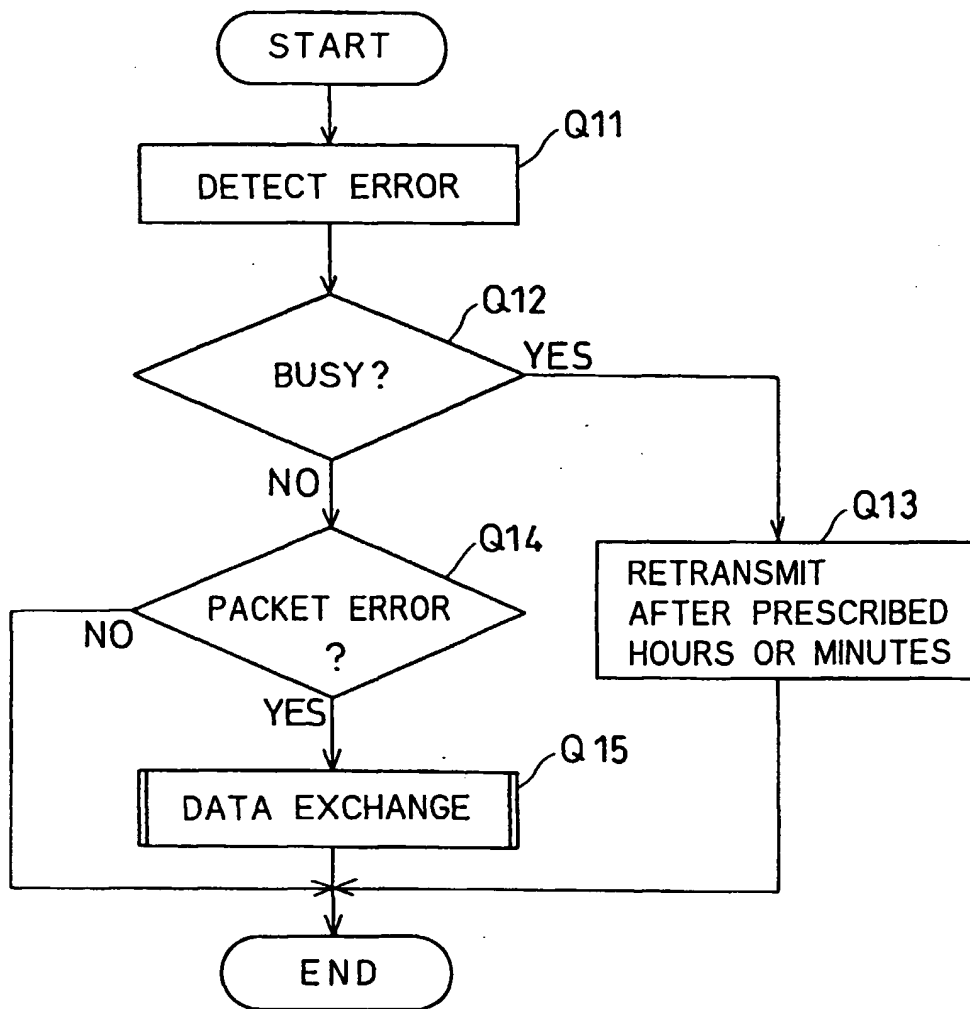 START
Q11
DETECT ERROR
Q12
BUSY?
YES
NO
Q13
RETRANSMIT
AFTER PRESCRIBED
HOURS OR MINUTES
Q14
PACKET ERROR
?
NO
YES
Q15
DATA EXCHANGE
END